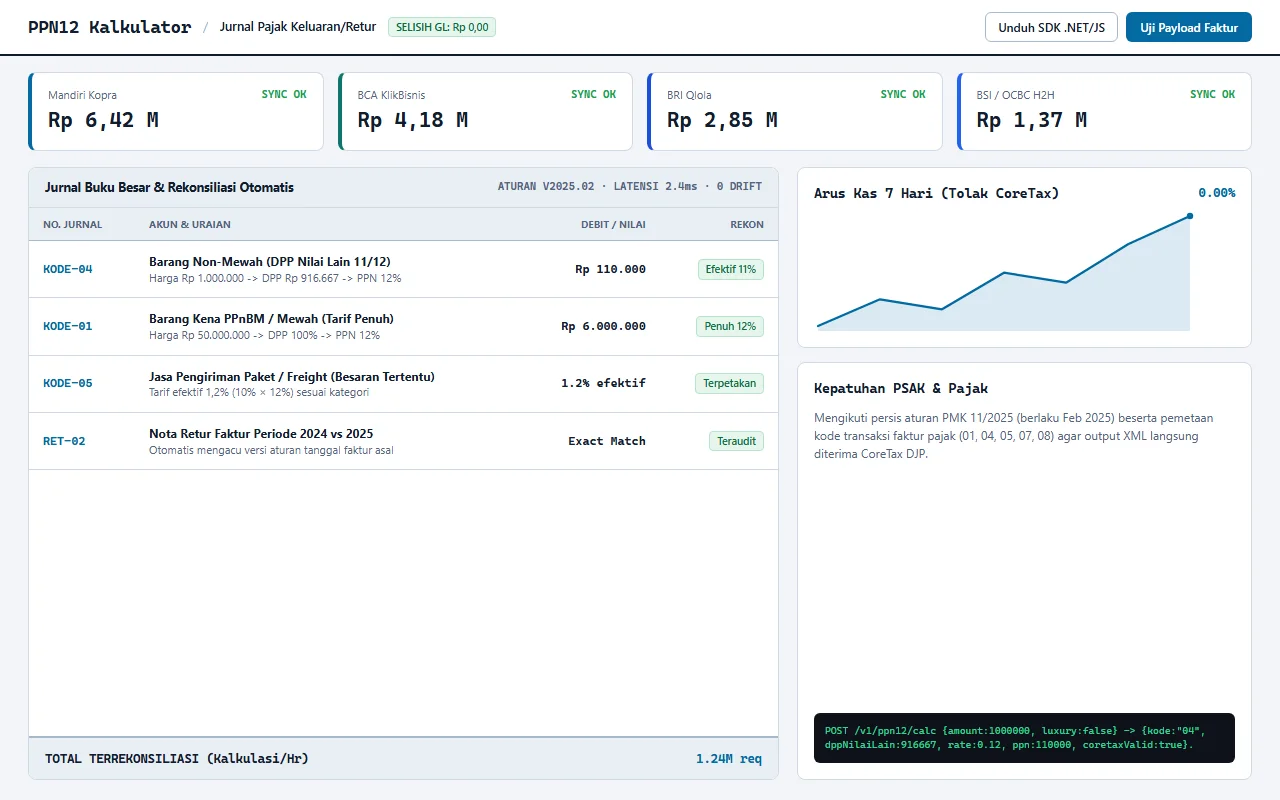 PPN12 Kalkulator / Jurnal Pajak Keluaran/Retur SELISIH GL: Rp 0,00 Unduh SDK .NET/JS Uji Payload Faktur
Mandiri Kopra SYNC OK
Rp 6,42 M
BCA KlikBisnis SYNC OK
Rp 4,18 M
BRI Qlola SYNC OK
Rp 2,85 M
BSI / OCBC H2H SYNC OK
Rp 1,37 M
Jurnal Buku Besar & Rekonsiliasi Otomatis ATURAN V2025.02 · LATENSI 2.4ms · 0 DRIFT
NO. JURNAL AKUN & URAIAN DEBIT / NILAI REKON
KODE-04 Barang Non-Mewah (DPP Nilai Lain 11/12) Rp 110.000 Efektif 11%
Harga Rp 1.000.000 -> DPP Rp 916.667 -> PPN 12%
KODE-01 Barang Kena PPnBM / Mewah (Tarif Penuh) Rp 6.000.000 Penuh 12%
Harga Rp 50.000.000 -> DPP 100% -> PPN 12%
KODE-05 Jasa Pengiriman Paket / Freight (Besaran Tertentu) 1.2% efektif Terpetakan
Tarif efektif 1,2% (10% × 12%) sesuai kategori
RET-02 Nota Retur Faktur Periode 2024 vs 2025 Exact Match Teraudit
Otomatis mengacu versi aturan tanggal faktur asal
TOTAL TERREKONSILIASI (Kalkulasi/Hr) 1.24M req
Arus Kas 7 Hari (Tolak CoreTax) 0.00%
Kepatuhan PSAK & Pajak
Mengikuti persis aturan PMK 11/2025 (berlaku Feb 2025) beserta pemetaan
kode transaksi faktur pajak (01, 04, 05, 07, 08) agar output XML langsung
diterima CoreTax DJP.
POST /v1/ppn12/calc {amount:1000000, luxury:false} -> {kode:"04",
dppNilaiLain:916667, rate:0.12, ppn:110000, coretaxValid:true}.